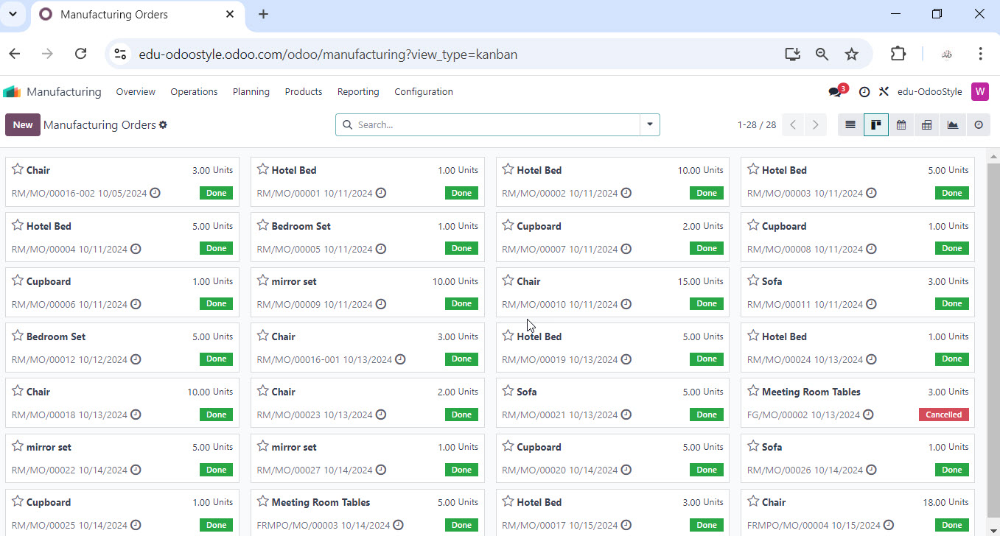 Manufacturing Orders
edu-odoostyle.odoo.com/odoo/manufacturing?view_type=kanban
Manufacturing Overview Operations Planning Products Reporting Configuration 3 edu-OdooStyle W
New Manufacturing Orders Search... 1-28 / 28
Chair 3.00 Units Hotel Bed 1.00 Units Hotel Bed 10.00 Units Hotel Bed 5.00 Units
RM/MO/00016-002 10/05/2024 Done RM/MO/00001 10/11/2024 Done RM/MO/00002 10/11/2024 Done RM/MO/00003 10/11/2024 Done
Hotel Bed 5.00 Units Bedroom Set 1.00 Units Cupboard 2.00 Units Cupboard 1.00 Units
RM/MO/00004 10/11/2024 Done RM/MO/00005 10/11/2024 Done RM/MO/00007 10/11/2024 Done RM/MO/00008 10/11/2024 Done
Cupboard 1.00 Units mirror set 10.00 Units Chair 15.00 Units Sofa 3.00 Units
RM/MO/00006 10/11/2024 Done RM/MO/00009 10/11/2024 Done RM/MO/00010 10/11/2024 Done RM/MO/00011 10/11/2024 Done
Bedroom Set 5.00 Units Chair 3.00 Units Hotel Bed 5.00 Units Hotel Bed 1.00 Units
RM/MO/00012 10/12/2024 Done RM/MO/00016-001 10/13/2024 Done RM/MO/00019 10/13/2024 Done RM/MO/00024 10/13/2024 Done
Chair 10.00 Units Chair 2.00 Units Sofa 5.00 Units Meeting Room Tables 3.00 Units
RM/MO/00018 10/13/2024 Done RM/MO/00023 10/13/2024 Done RM/MO/00021 10/13/2024 Done FG/MO/00002 10/13/2024 Cancelled
mirror set 5.00 Units mirror set 1.00 Units Cupboard 5.00 Units Sofa 1.00 Units
RM/MO/00022 10/14/2024 Done RM/MO/00027 10/14/2024 Done RM/MO/00020 10/14/2024 Done RM/MO/00026 10/14/2024 Done
Cupboard 1.00 Units Meeting Room Tables 5.00 Units Hotel Bed 3.00 Units Chair 18.00 Units
RM/MO/00025 10/14/2024 Done FRMPO/MO/00003 10/14/2024 Done RM/MO/00017 10/15/2024 Done FRMPO/MO/00004 10/15/2024 Done